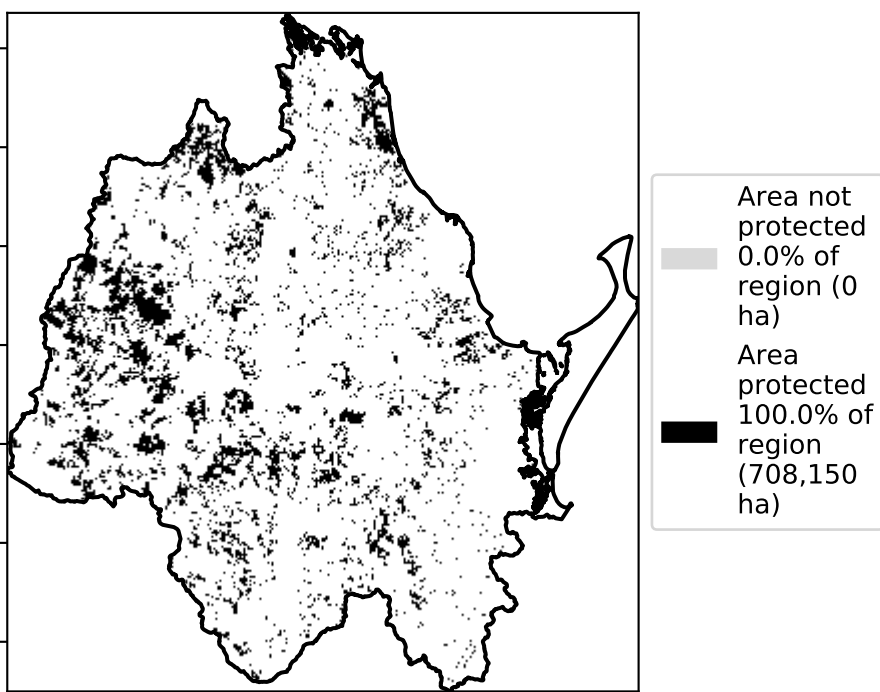 Area not
protected
0.0% of
region (0
ha)
Area
protected
100.0% of
region
(708,150
ha)